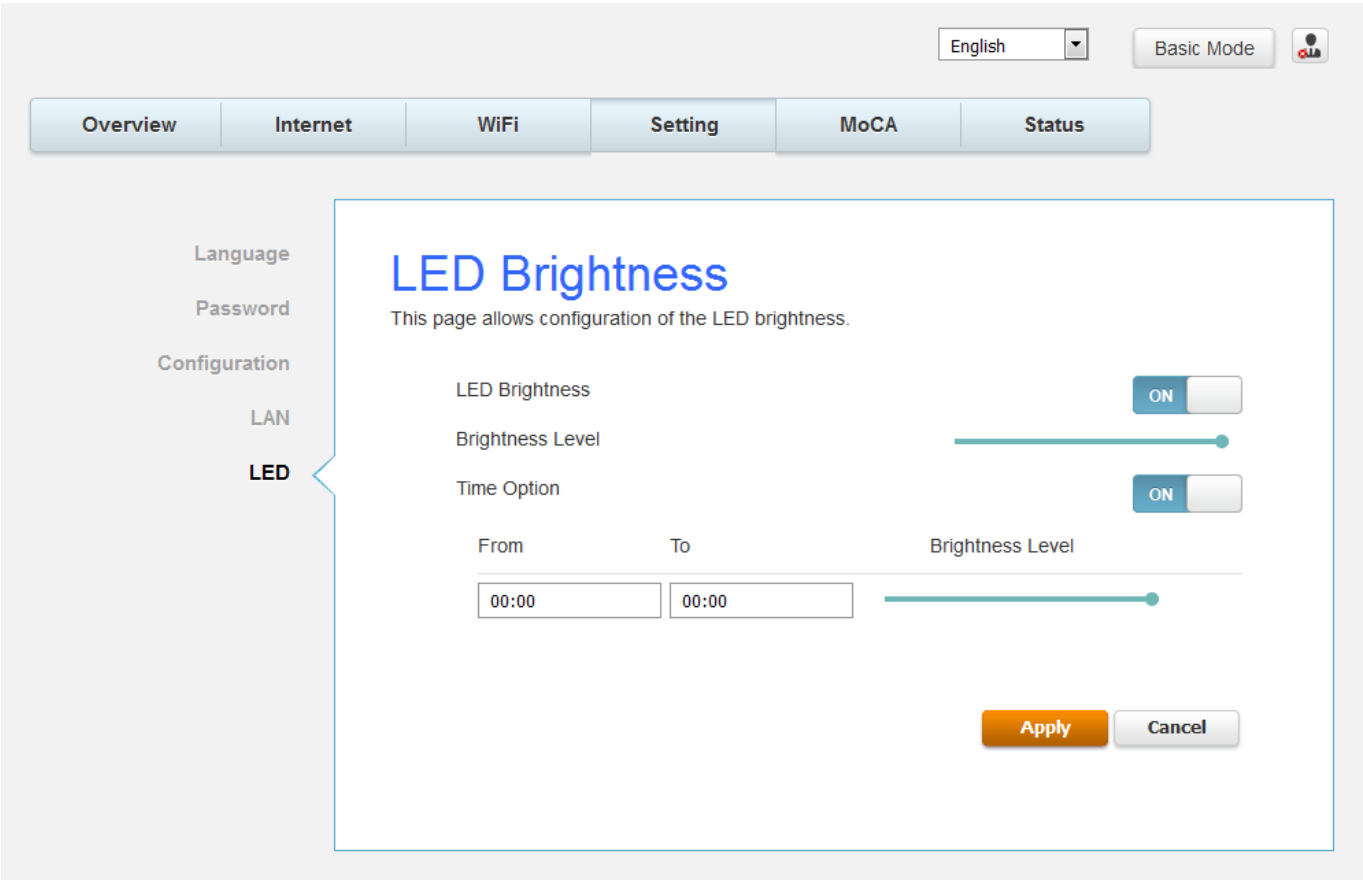 English
Basic Mode
Overview Internet WiFi Setting MoCA Status
Language
Password
Configuration
LAN
LED
LED Brightness
This page allows configuration of the LED brightness.
LED Brightness ON
Brightness Level
Time Option ON
From To Brightness Level
00:00 00:00
Apply Cancel